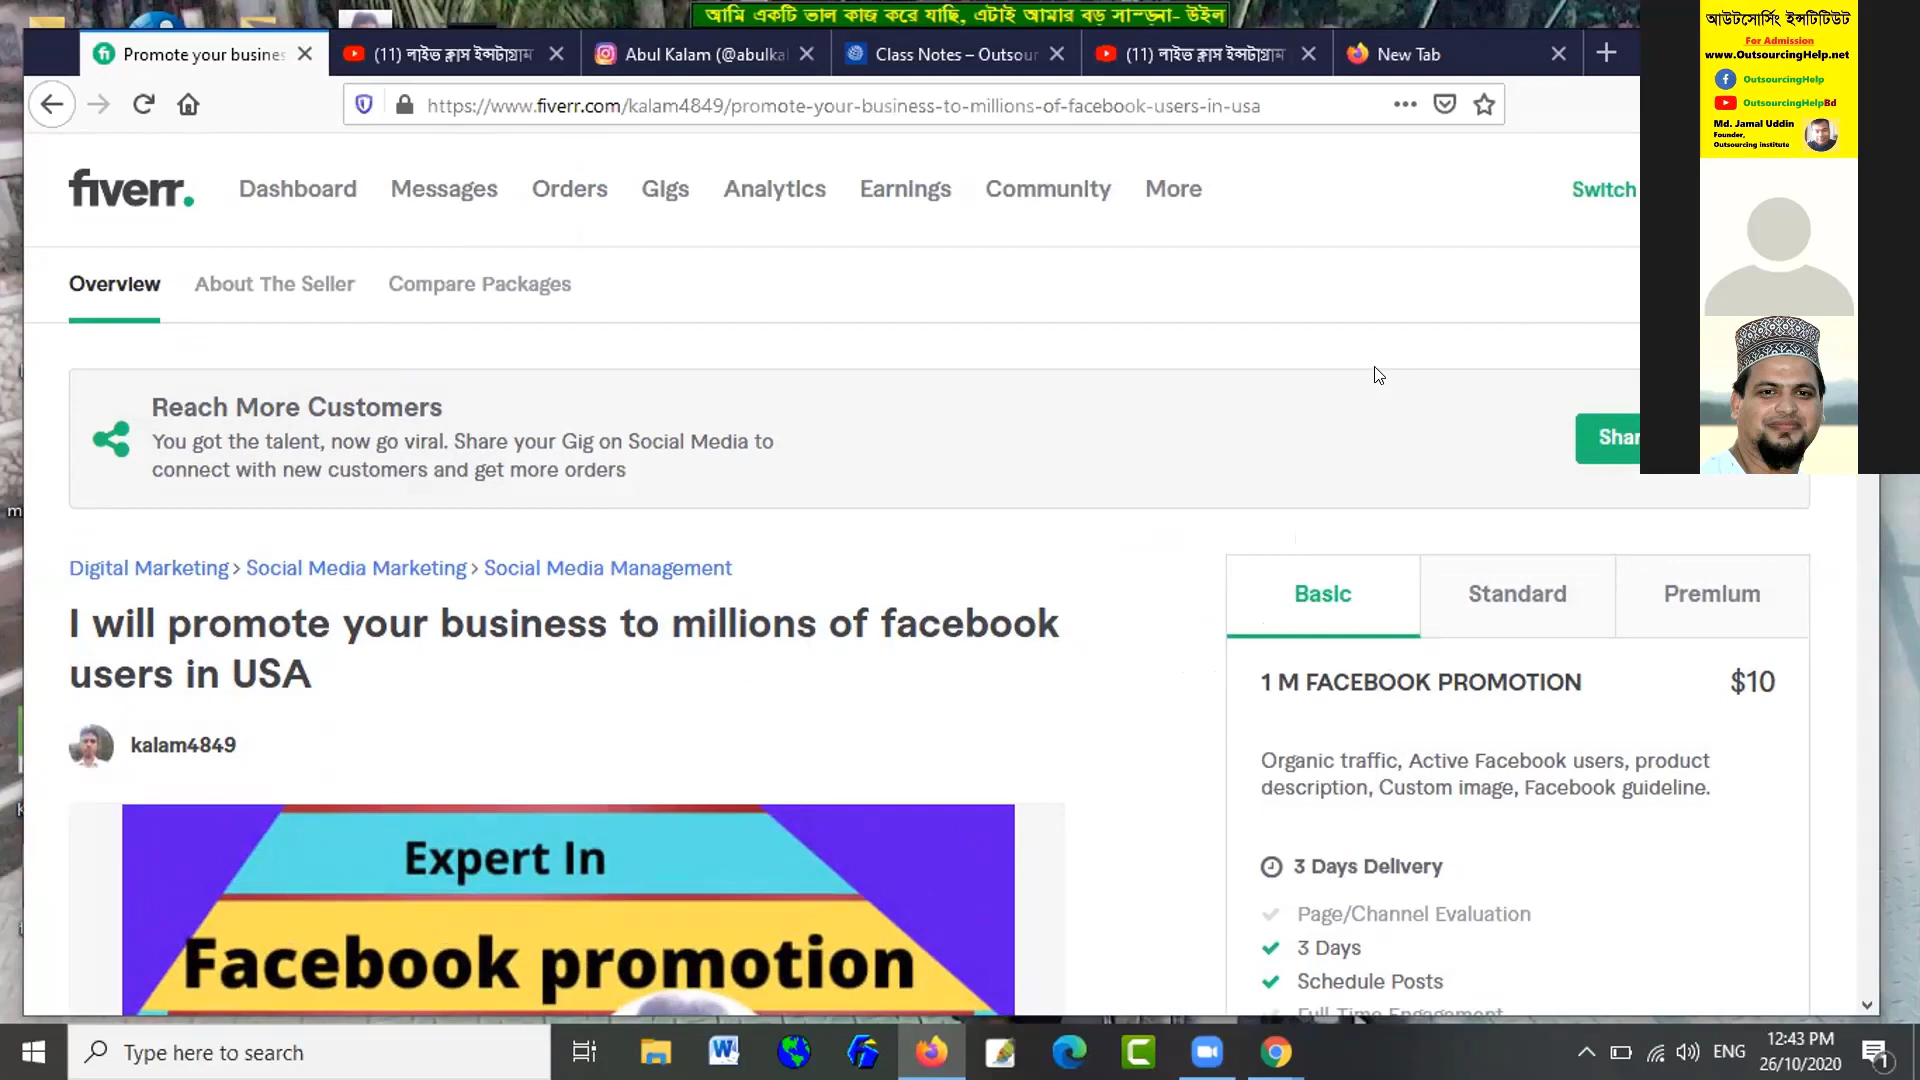 আমি একটি ভাল কাজ করে যাছি, এটাই আমার বড় সান্ড্বনা- উইল
Promote your busines
(11) লাইভ ক্লাস ইন্সটাগ্রাম
Abul Kalam (@abulka
Class Notes – Outsour
(11) লাইভ ক্লাস ইন্সটাগ্রাম
New Tab
https://www.fiverr.com/kalam4849/promote-your-business-to-millions-of-facebook-users-in-usa
আউটসোর্সিং ইন্সটিটিউট
For Admission
www.OutsourcingHelp.net
OutsourcingHelp
OutsourcingHelpBd
Md. Jamal Uddin
Founder,
Outsourcing institute
fiverr.
Dashboard
Messages
Orders
Gigs
Analytics
Earnings
Community
More
Switch
Overview
About The Seller
Compare Packages
Reach More Customers
You got the talent, now go viral. Share your Gig on Social Media to
connect with new customers and get more orders
Shar
Digital Marketing > Social Media Marketing > Social Media Management
I will promote your business to millions of facebook
users in USA
kalam4849
Expert In
Facebook promotion
Basic
Standard
Premium
1 M FACEBOOK PROMOTION $10
Organic traffic, Active Facebook users, product
description, Custom image, Facebook guideline.
3 Days Delivery
Page/Channel Evaluation
3 Days
Schedule Posts
Full Time Engagement
Type here to search
ENG
12:43 PM
26/10/2020
1